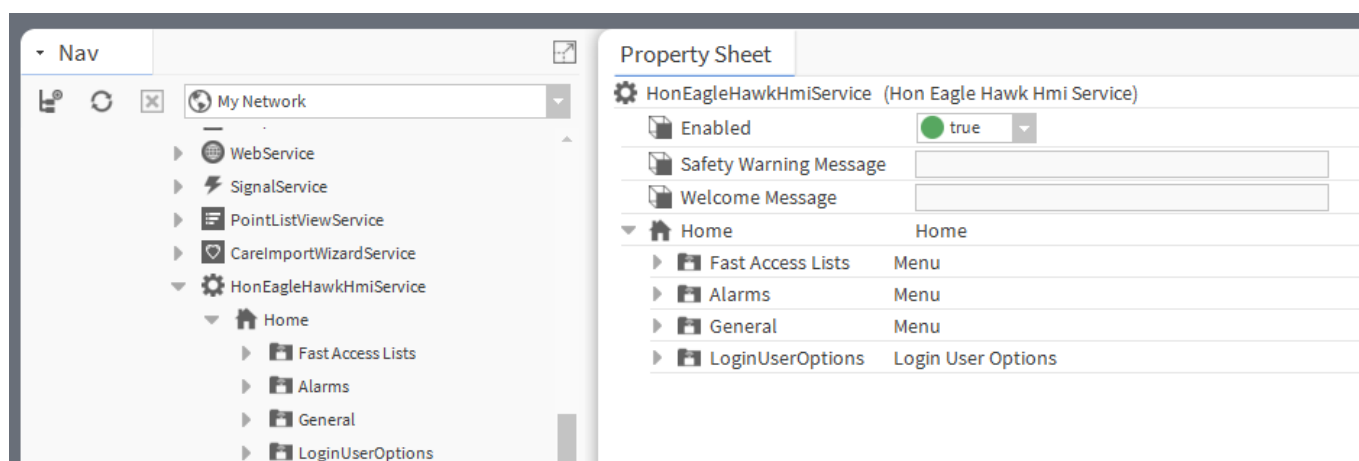 Nav
My Network
WebService
SignalService
PointListViewService
CareImportWizardService
HonEagleHawkHmiService
Home
Fast Access Lists
Alarms
General
LoginUserOptions
Property Sheet
HonEagleHawkHmiService (Hon Eagle Hawk Hmi Service)
Enabled true
Safety Warning Message
Welcome Message
Home Home
Fast Access Lists Menu
Alarms Menu
General Menu
LoginUserOptions Login User Options